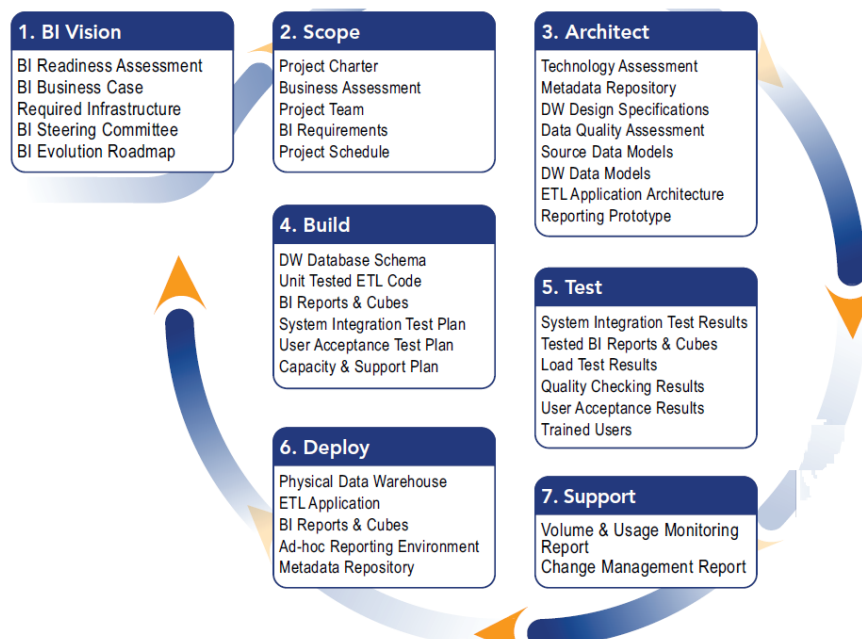 1. BI Vision
BI Readiness Assessment
BI Business Case
Required Infrastructure
BI Steering Committee
BI Evolution Roadmap
2. Scope
Project Charter
Business Assessment
Project Team
BI Requirements
Project Schedule
3. Architect
Technology Assessment
Metadata Repository
DW Design Specifications
Data Quality Assessment
Source Data Models
DW Data Models
ETL Application Architecture
Reporting Prototype
4. Build
DW Database Schema
Unit Tested ETL Code
BI Reports & Cubes
System Integration Test Plan
User Acceptance Test Plan
Capacity & Support Plan
5. Test
System Integration Test Results
Tested BI Reports & Cubes
Load Test Results
Quality Checking Results
User Acceptance Results
Trained Users
6. Deploy
Physical Data Warehouse
ETL Application
BI Reports & Cubes
Ad-hoc Reporting Environment
Metadata Repository
7. Support
Volume & Usage Monitoring
Report
Change Management Report